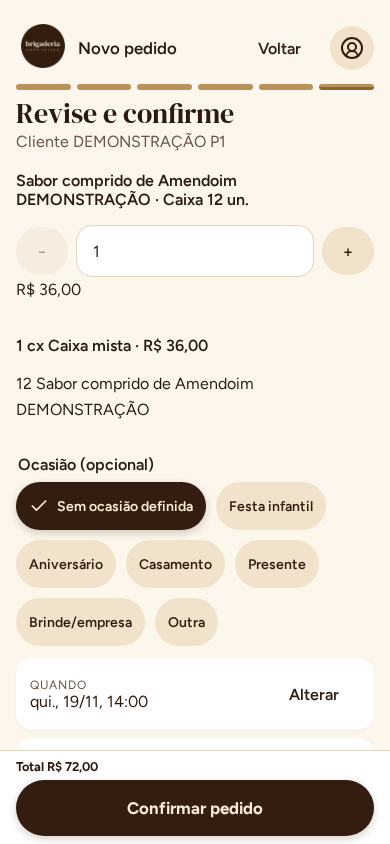 brigaderia
Novo pedido
Voltar
Revise e confirme
Cliente DEMONSTRAÇÃO P1
Sabor comprido de Amendoim
DEMONSTRAÇÃO · Caixa 12 un.
-
1
+
R$ 36,00
1 cx Caixa mista · R$ 36,00
12 Sabor comprido de Amendoim
DEMONSTRAÇÃO
Ocasião (opcional)
Sem ocasião definida
Festa infantil
Aniversário
Casamento
Presente
Brinde/empresa
Outra
QUANDO
qui., 19/11, 14:00
Alterar
Total R$ 72,00
Confirmar pedido